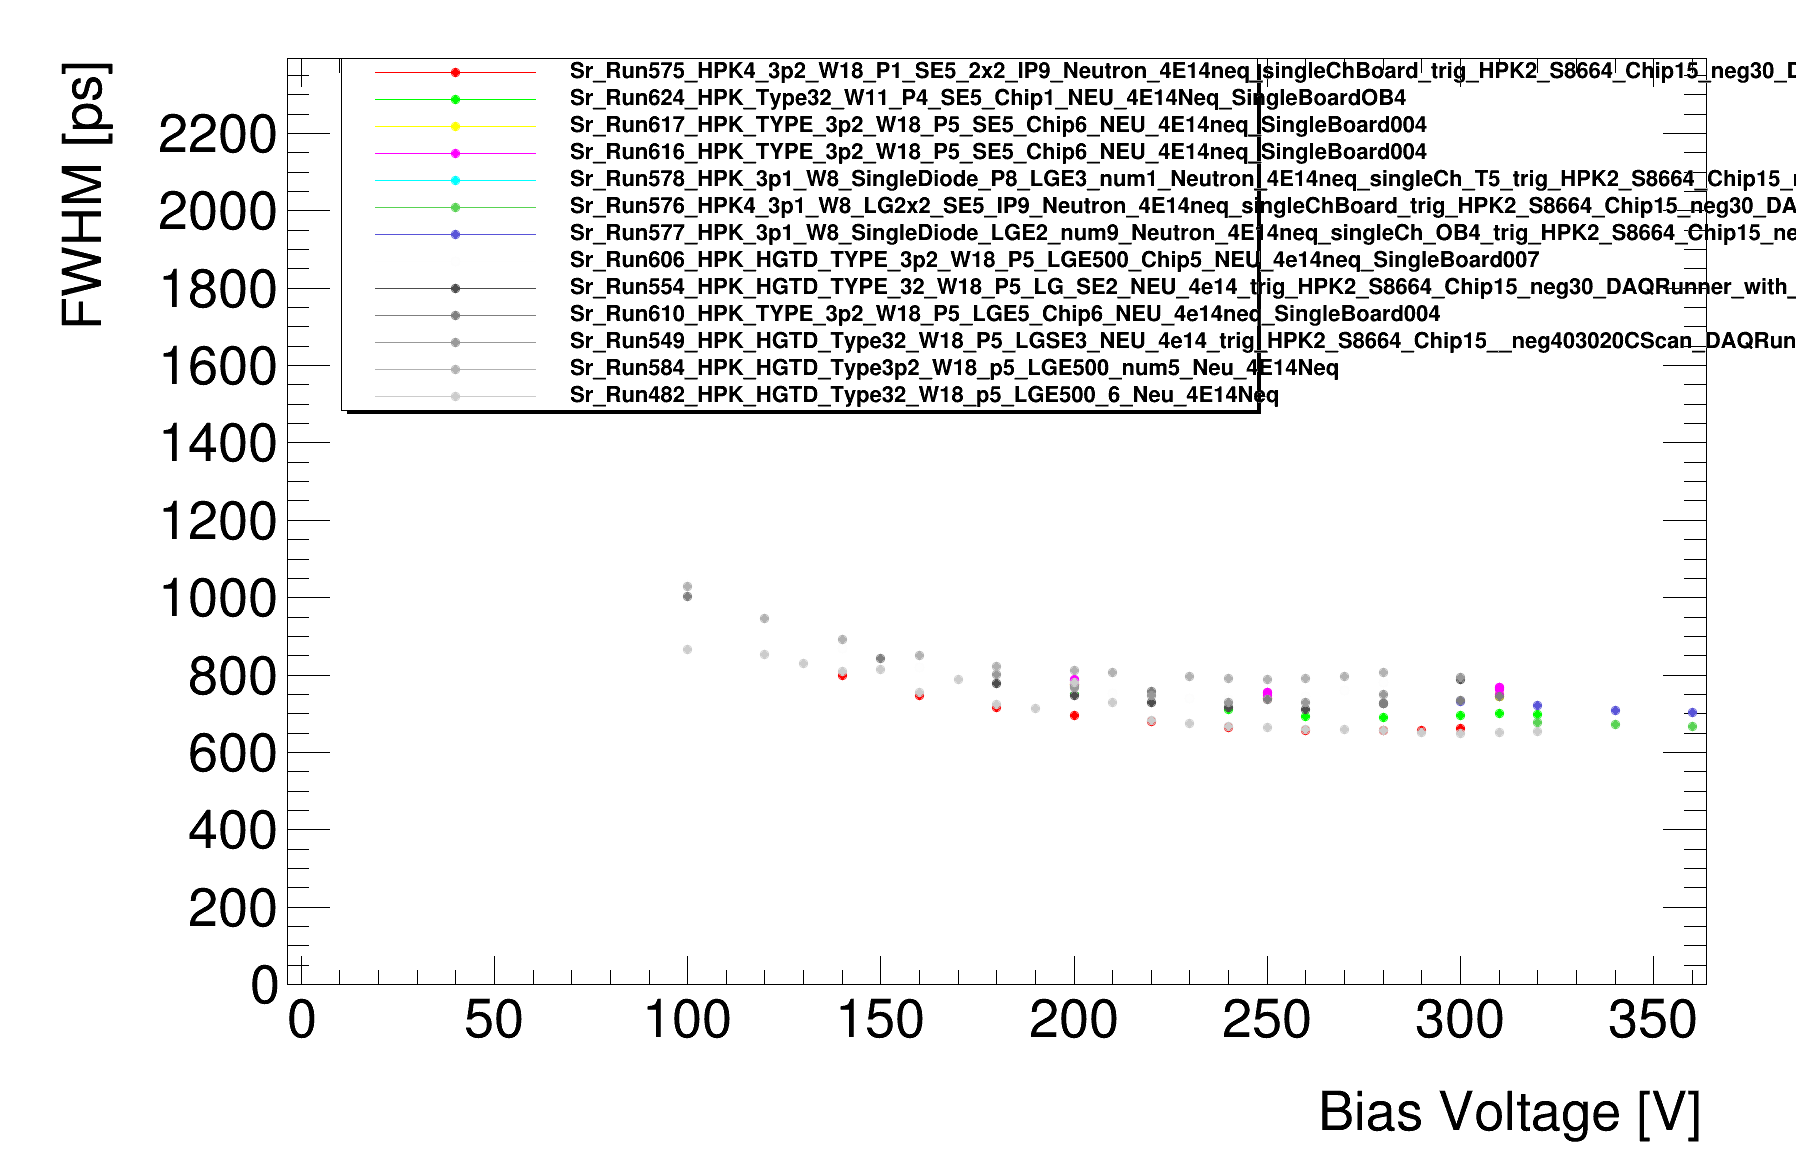 FWHM [ps]
Sr_Run575_HPK4_3p2_W18_P1_SE5_2x2_IP9_Neutron_4E14neq_singleChBoard_trig_HPK2_S8664_Chip15_neg30_D
Sr_Run624_HPK_Type32_W11_P4_SE5_Chip1_NEU_4E14Neq_SingleBoardOB4
Sr_Run617_HPK_TYPE_3p2_W18_P5_SE5_Chip6_NEU_4E14neq_SingleBoard004
Sr_Run616_HPK_TYPE_3p2_W18_P5_SE5_Chip6_NEU_4E14neq_SingleBoard004
Sr_Run578_HPK_3p1_W8_SingleDiode_P8_LGE3_num1_Neutron_4E14neq_singleCh_T5_trig_HPK2_S8664_Chip15_
Sr_Run576_HPK4_3p1_W8_LG2x2_SE5_IP9_Neutron_4E14neq_singleChBoard_trig_HPK2_S8664_Chip15_neg30_DA
Sr_Run577_HPK_3p1_W8_SingleDiode_LGE2_num9_Neutron_4E14neq_singleCh_OB4_trig_HPK2_S8664_Chip15_ne
Sr_Run606_HPK_HGTD_TYPE_3p2_W18_P5_LGE500_Chip5_NEU_4e14neq_SingleBoard007
Sr_Run554_HPK_HGTD_TYPE_32_W18_P5_LG_SE2_NEU_4e14_trig_HPK2_S8664_Chip15_neg30_DAQRunner_with_
Sr_Run610_HPK_TYPE_3p2_W18_P5_LGE5_Chip6_NEU_4e14neq_SingleBoard004
Sr_Run549_HPK_HGTD_Type32_W18_P5_LGSE3_NEU_4e14_trig_HPK2_S8664_Chip15__neg403020CScan_DAQRun
Sr_Run584_HPK_HGTD_Type3p2_W18_p5_LGE500_num5_Neu_4E14Neq
Sr_Run482_HPK_HGTD_Type32_W18_p5_LGE500_6_Neu_4E14Neq
2200
2000
1800
1600
1400
1200
1000
800
600
400
200
0
0 50 100 150 200 250 300 350
Bias Voltage [V]